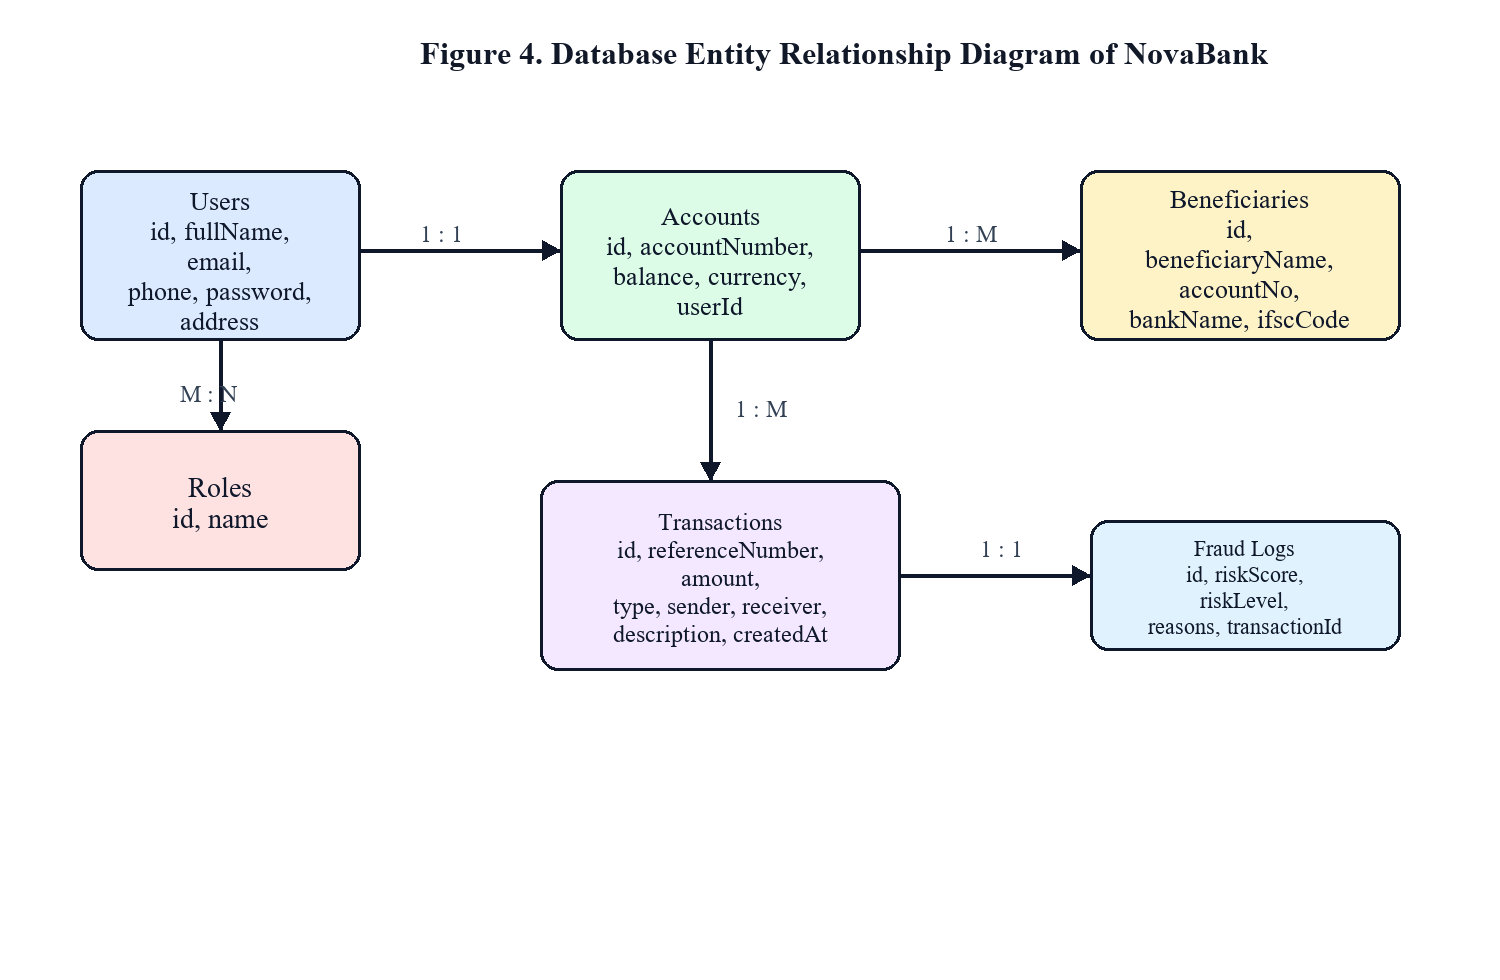 Figure 4. Database Entity Relationship Diagram of NovaBank
Users
id, fullName,
email,
phone, password,
address
1 : 1
Accounts
id, accountNumber,
balance, currency,
userId
1 : M
Beneficiaries
id,
beneficiaryName,
accountNo,
bankName, ifscCode
M : N
1 : M
Roles
id, name
Transactions
id, referenceNumber,
amount,
type, sender, receiver,
description, createdAt
1 : 1
Fraud Logs
id, riskScore,
riskLevel,
reasons, transactionId